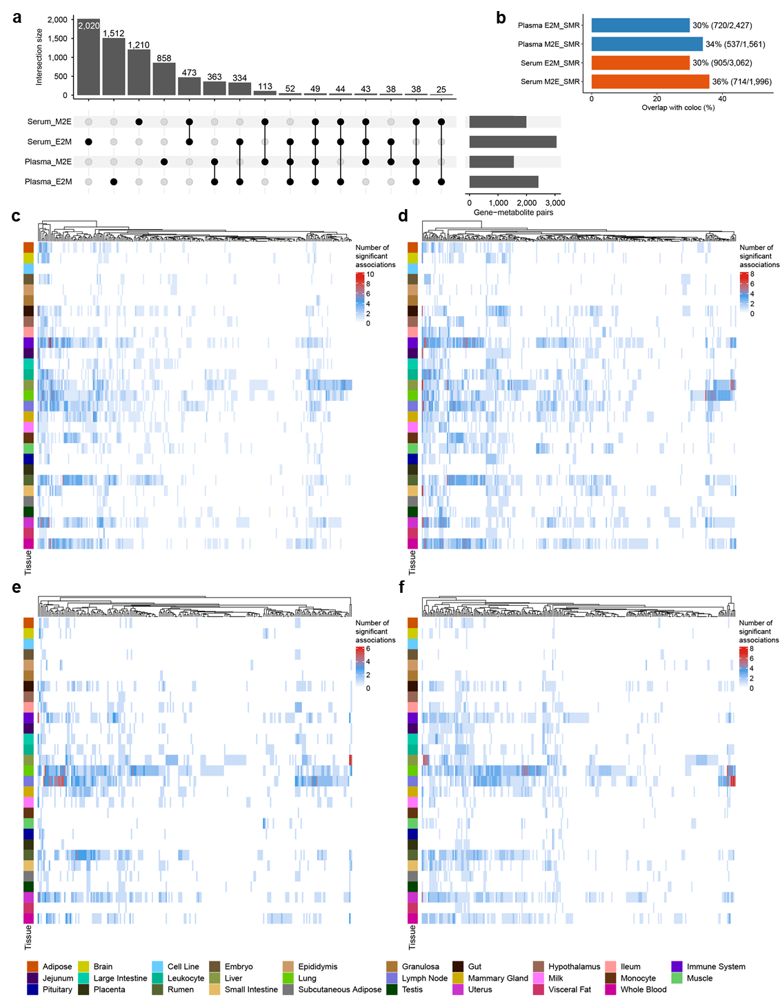 a
Intersection size
2,000
1,500
1,000
500
0
2,020
1,512
1,210
858
473
363
334
113
52
49
44
43
38
38
25
Serum_M2E
Serum_E2M
Plasma_M2E
Plasma_E2M
0 1,000 2,000 3,000
Gene−metabolite pairs
b
Plasma E2M_SMR 30% (720/2,427)
Plasma M2E_SMR 34% (537/1,561)
Serum E2M_SMR 30% (905/3,062)
Serum M2E_SMR 36% (714/1,996)
0 20 40
Overlap with coloc (%)
c
Number of
significant
associations
10
8
6
4
2
0
Tissue
d
Number of
significant
associations
8
6
4
2
0
Tissue
e
Number of
significant
associations
6
4
2
0
Tissue
f
Number of
significant
associations
8
6
4
2
0
Tissue
Adipose Brain Cell Line Embryo Epididymis Granulosa Gut Hypothalamus Ileum Immune System
Jejunum Large Intestine Leukocyte Liver Lung Lymph Node Mammary Gland Milk Monocyte Muscle
Pituitary Placenta Rumen Small Intestine Subcutaneous Adipose Testis Uterus Visceral Fat Whole Blood